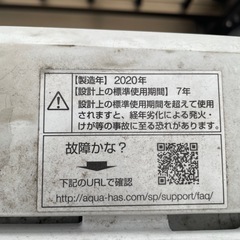 【製造年】2020年
【設計上の標準使用期間】7年
設計上の標準使用期間を超えて使用
されますと、経年劣化による発火・
けが等の事故に至る恐れがあります。
故障かな?
下記のURLで確認
http://aqua-has.com/sp/support/faq/